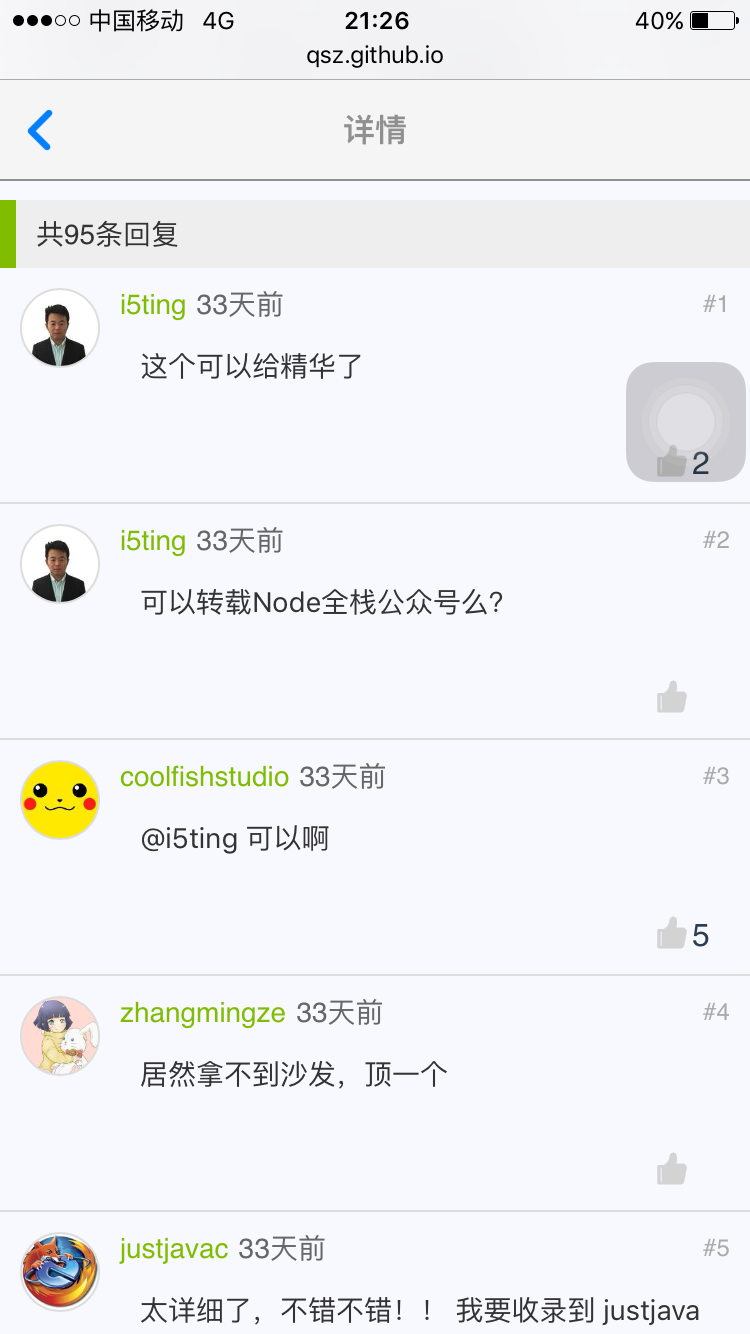 中国移动 4G 21:26 40%
qsz.github.io
详情
共95条回复
i5ting 33天前 #1
这个可以给精华了
2
i5ting 33天前 #2
可以转载Node全栈公众号么?
coolfishstudio 33天前 #3
@i5ting 可以啊
5
zhangmingze 33天前 #4
居然拿不到沙发，顶一个
justjavac 33天前 #5
太详细了，不错不错！！ 我要收录到 justjava